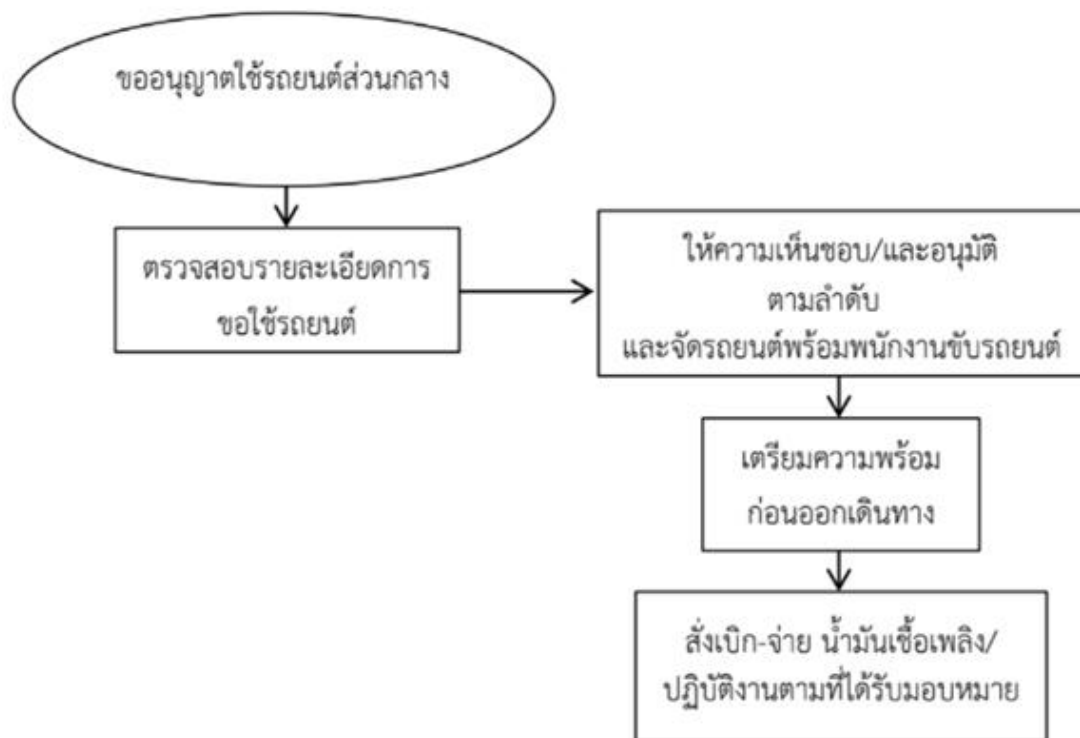 ขออนุญาตใช้รถยนต์ส่วนกลาง
ตรวจสอบรายละเอียดการ
ขอใช้รถยนต์
ให้ความเห็นชอบ/และอนุมัติ
ตามลำดับ
และจัดรถยนต์พร้อมพนักงานขับรถยนต์
เตรียมความพร้อม
ก่อนออกเดินทาง
สั่งเบิก-จ่าย น้ำมันเชื้อเพลิง/
ปฏิบัติงานตามที่ได้รับมอบหมาย